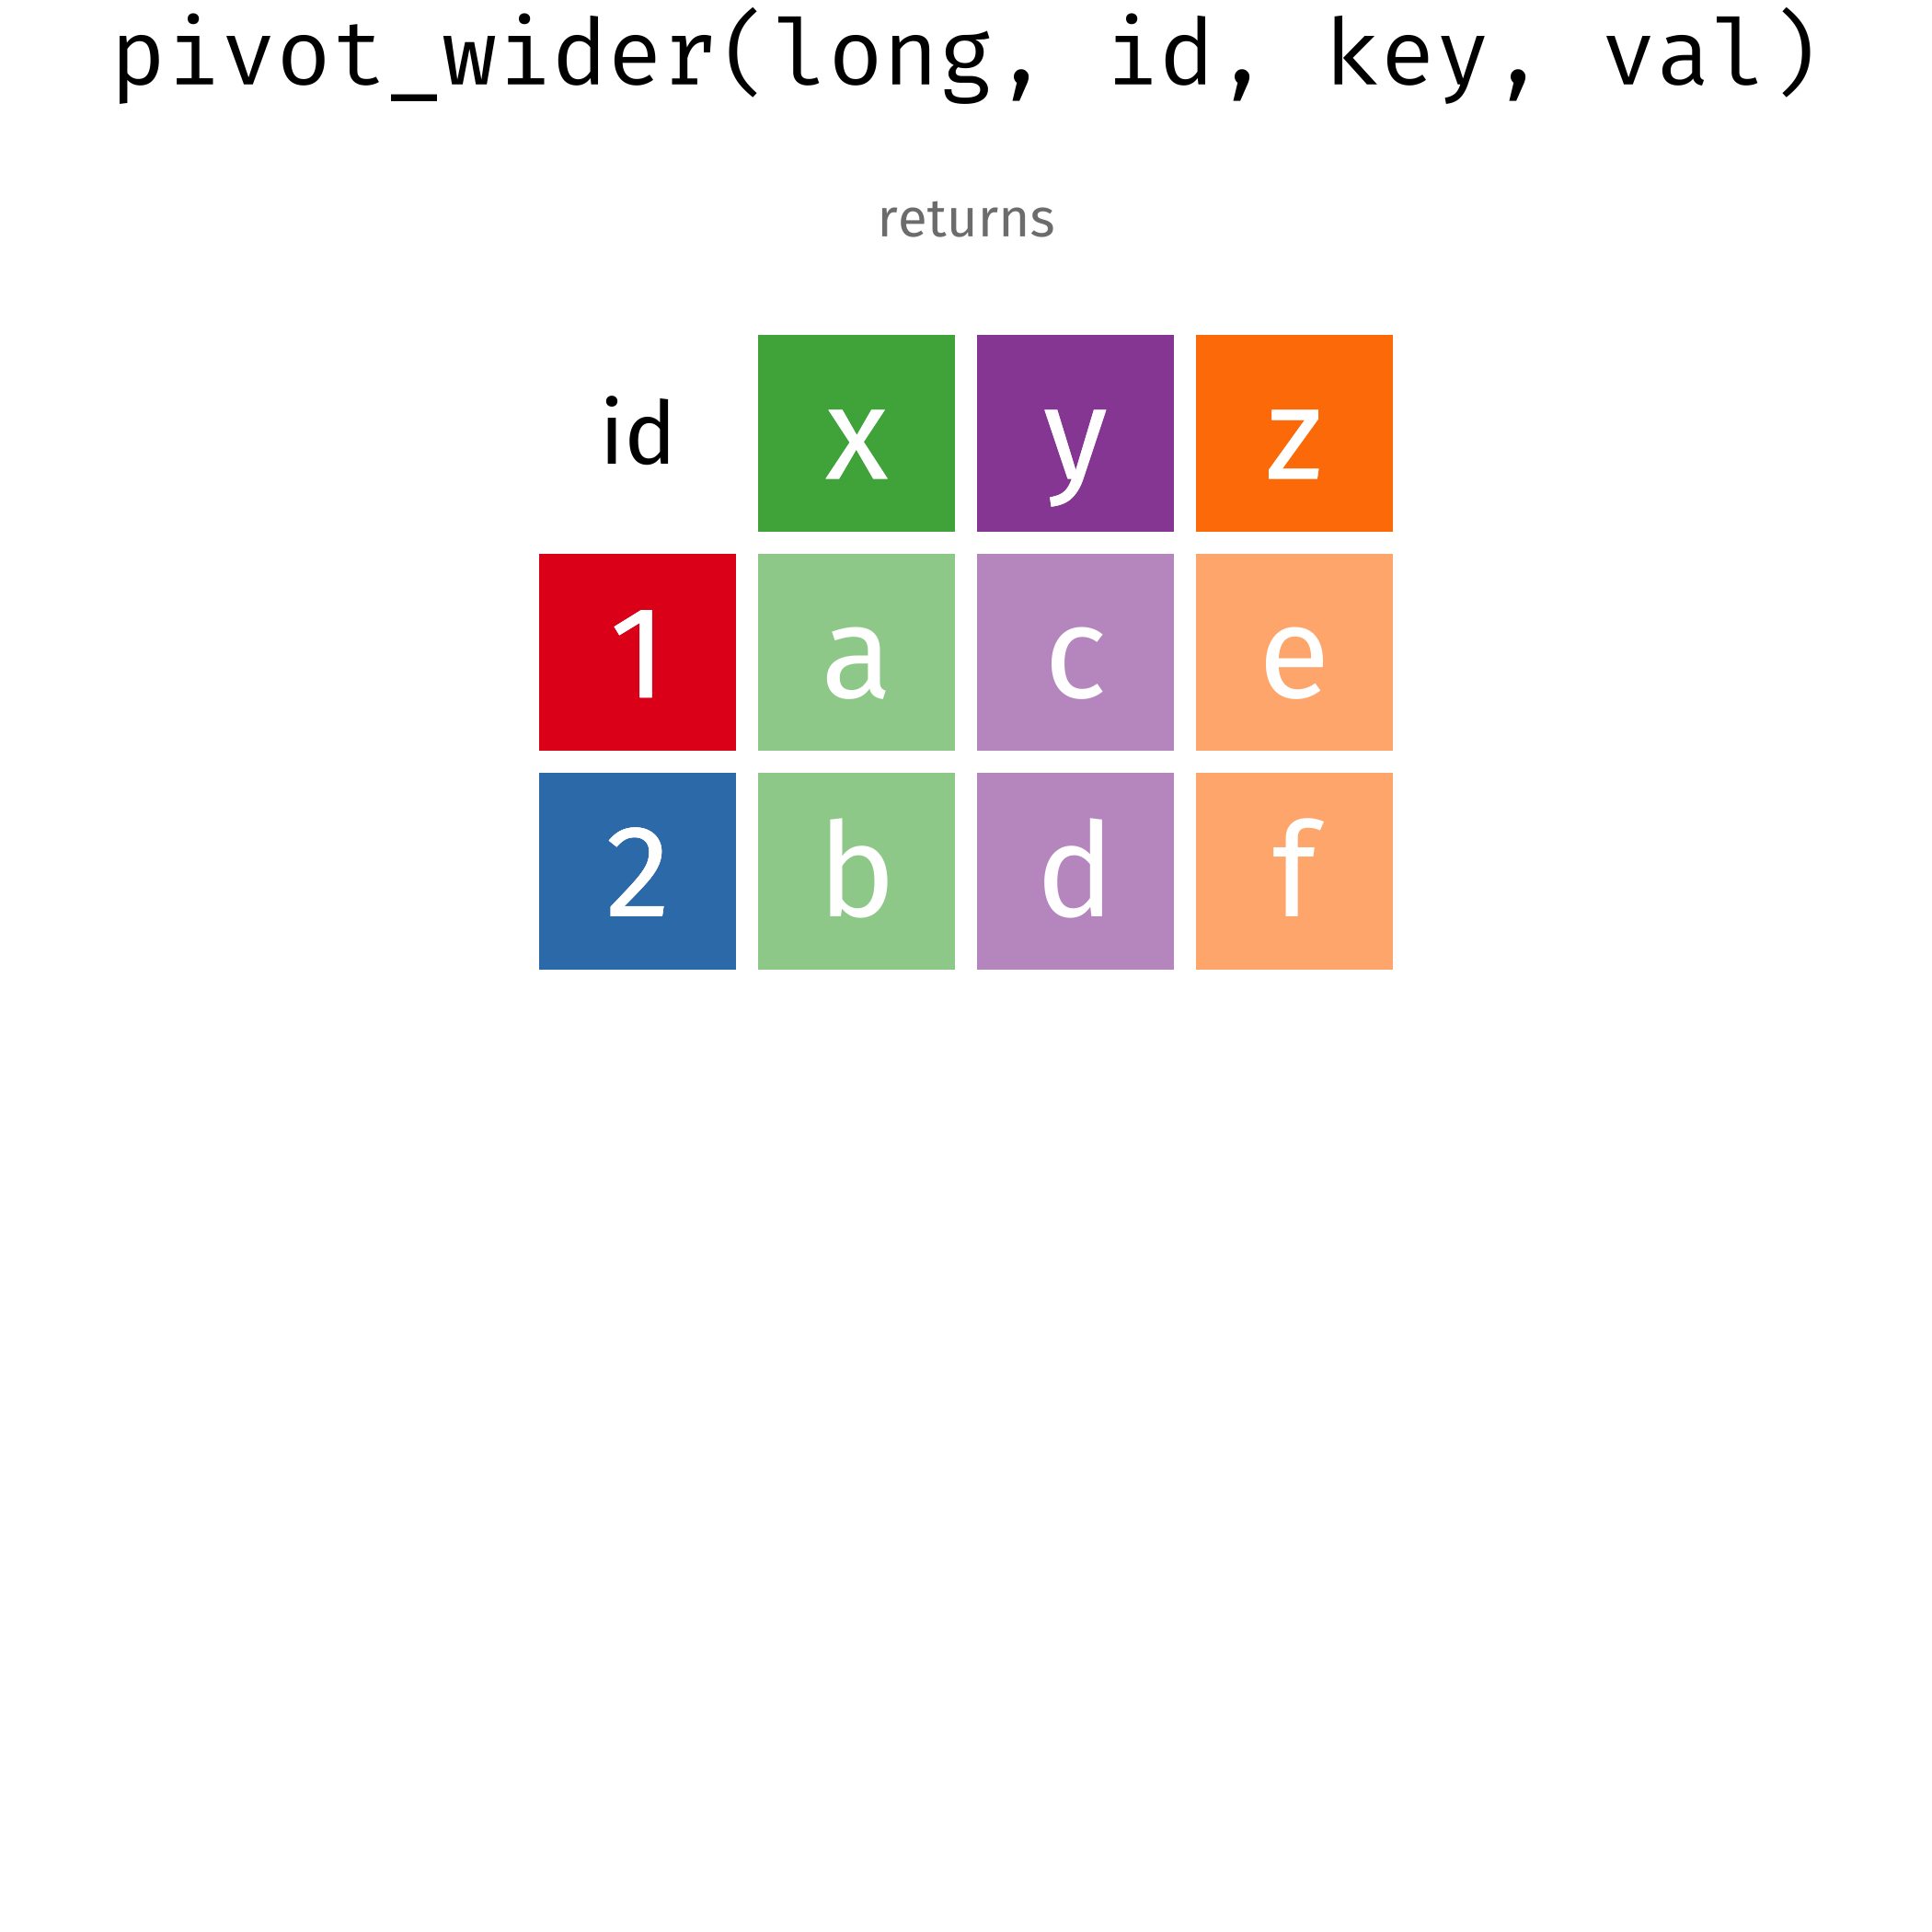 pivot_wider(long, id, key, val)
returns
id x y z
1 a c e
2 b d f